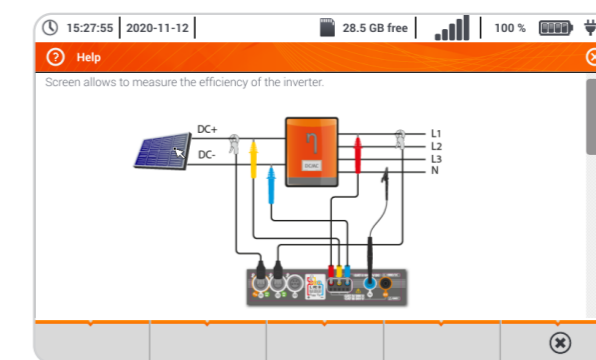 15:27:55 2020-11-12 28.5 GB free 100 %
Help
Screen allows to measure the efficiency of the inverter.
DC+
DC-
η
DC/AC
L1
L2
L3
N